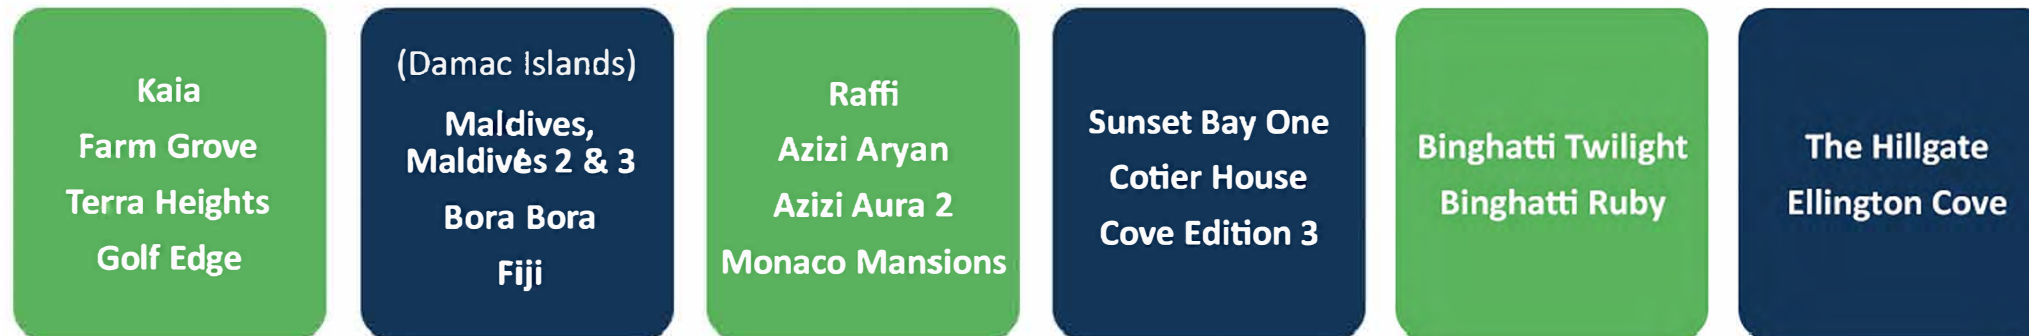 Kaia
Farm Grove
Terra Heights
Golf Edge
(Damac Islands)
Maldives,
Maldives 2 & 3
Bora Bora
Fiji
Raffi
Azizi Aryan
Azizi Aura 2
Monaco Mansions
Sunset Bay One
Cotier House
Cove Edition 3
Binghatti Twilight
Binghatti Ruby
The Hillgate
Ellington Cove